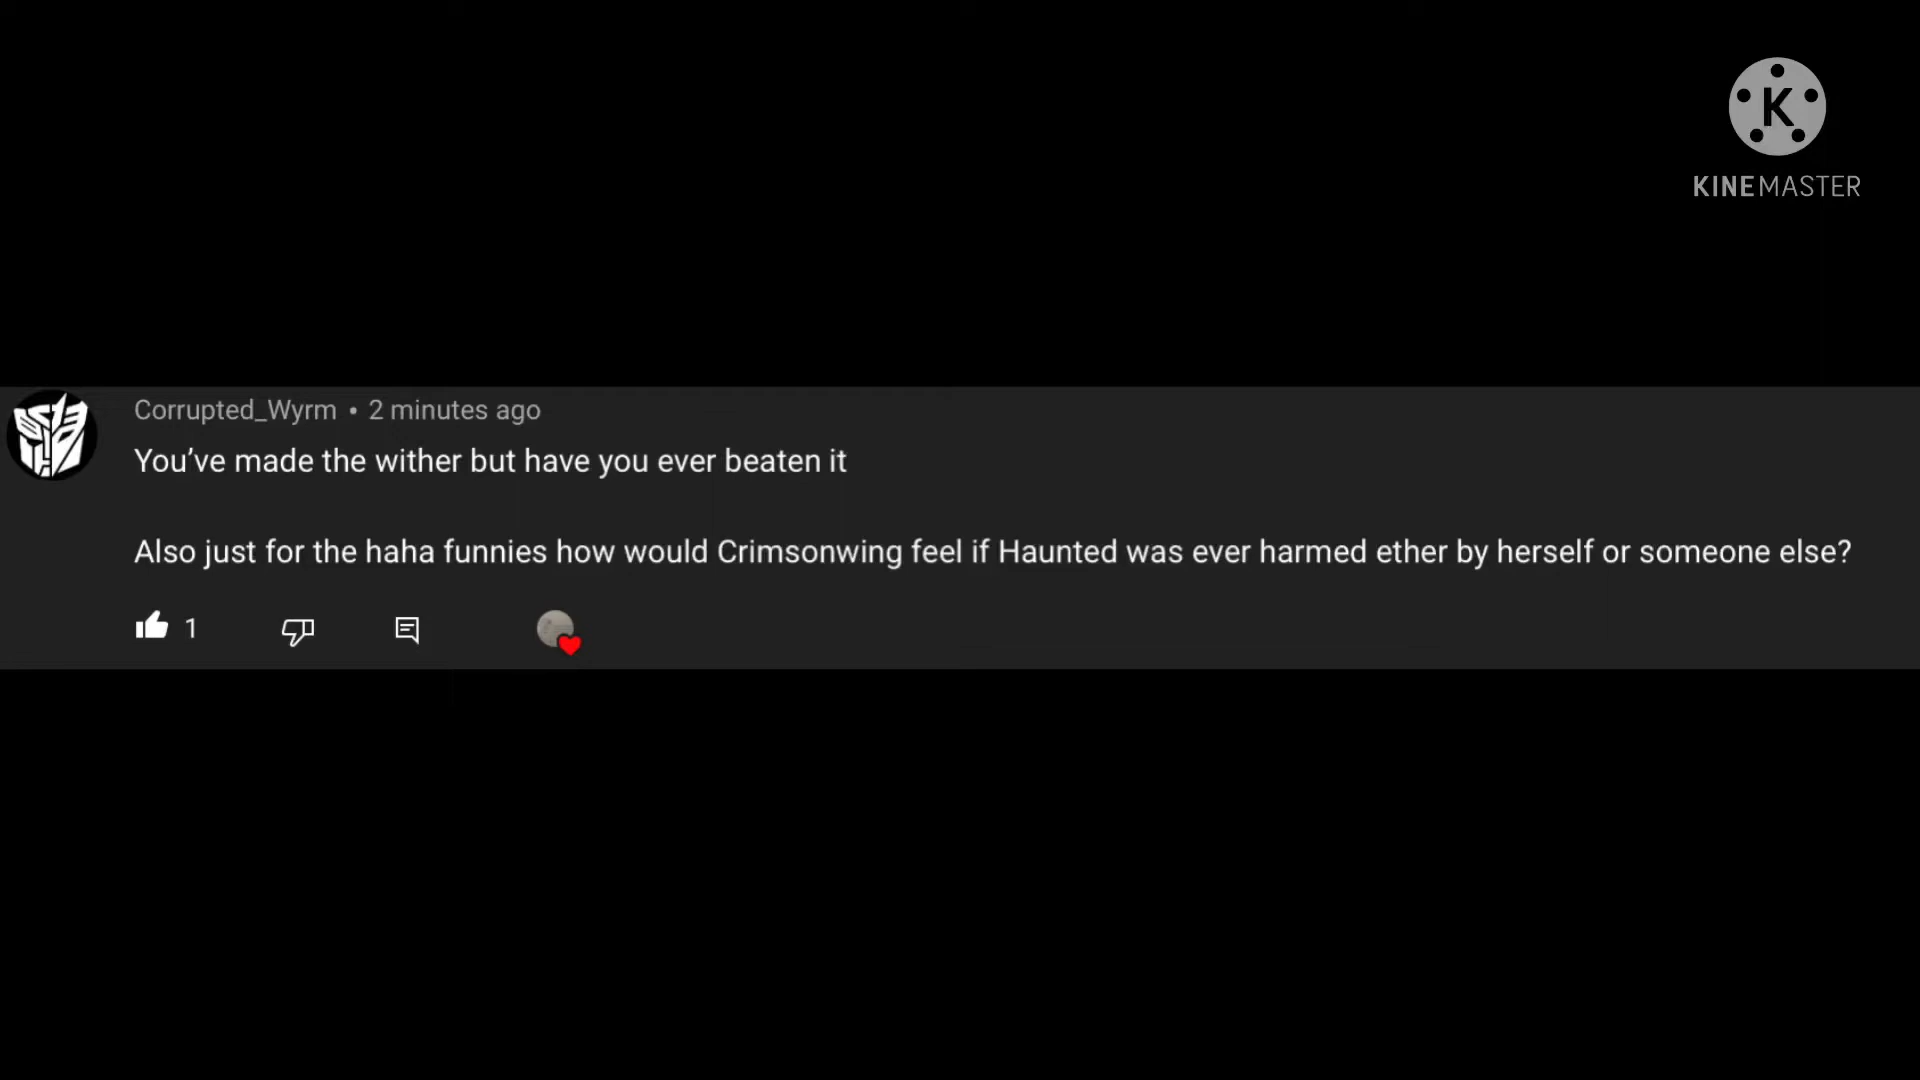 K
KINEMASTER
Corrupted_Wyrm • 2 minutes ago
You’ve made the wither but have you ever beaten it
Also just for the haha funnies how would Crimsonwing feel if Haunted was ever harmed ether by herself or someone else?
1